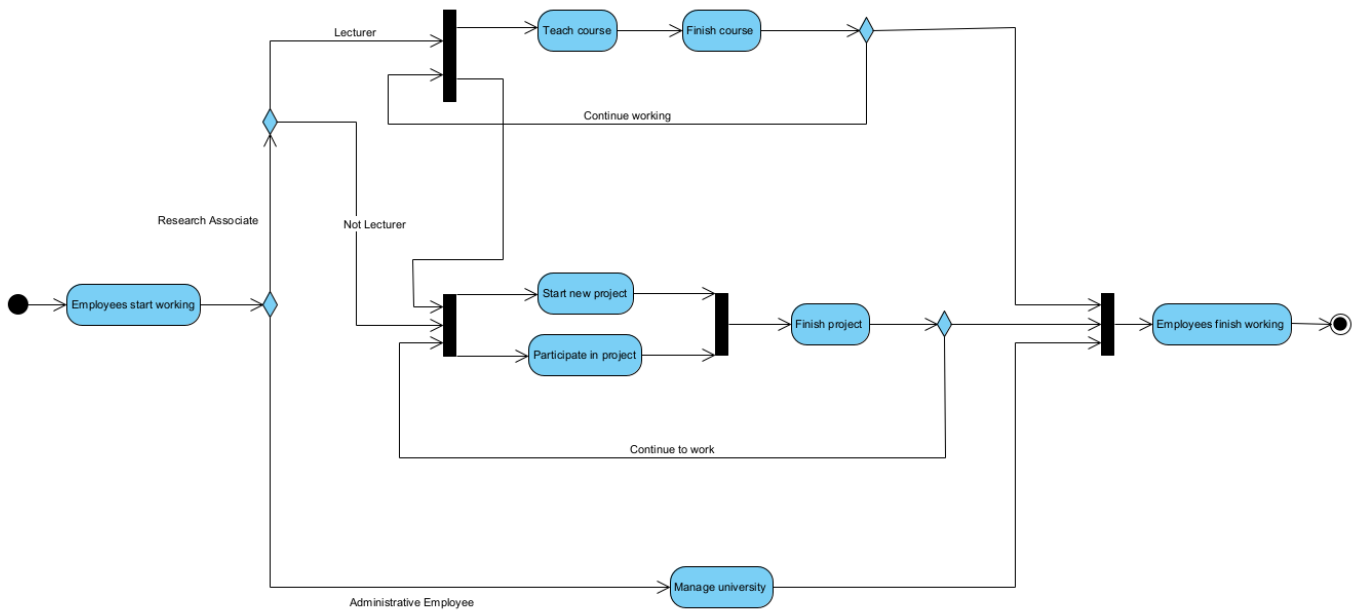 Lecturer
Teach course
Finish course
Continue working
Research Associate
Not Lecturer
Employees start working
Start new project
Participate in project
Finish project
Employees finish working
Continue to work
Manage university
Administrative Employee